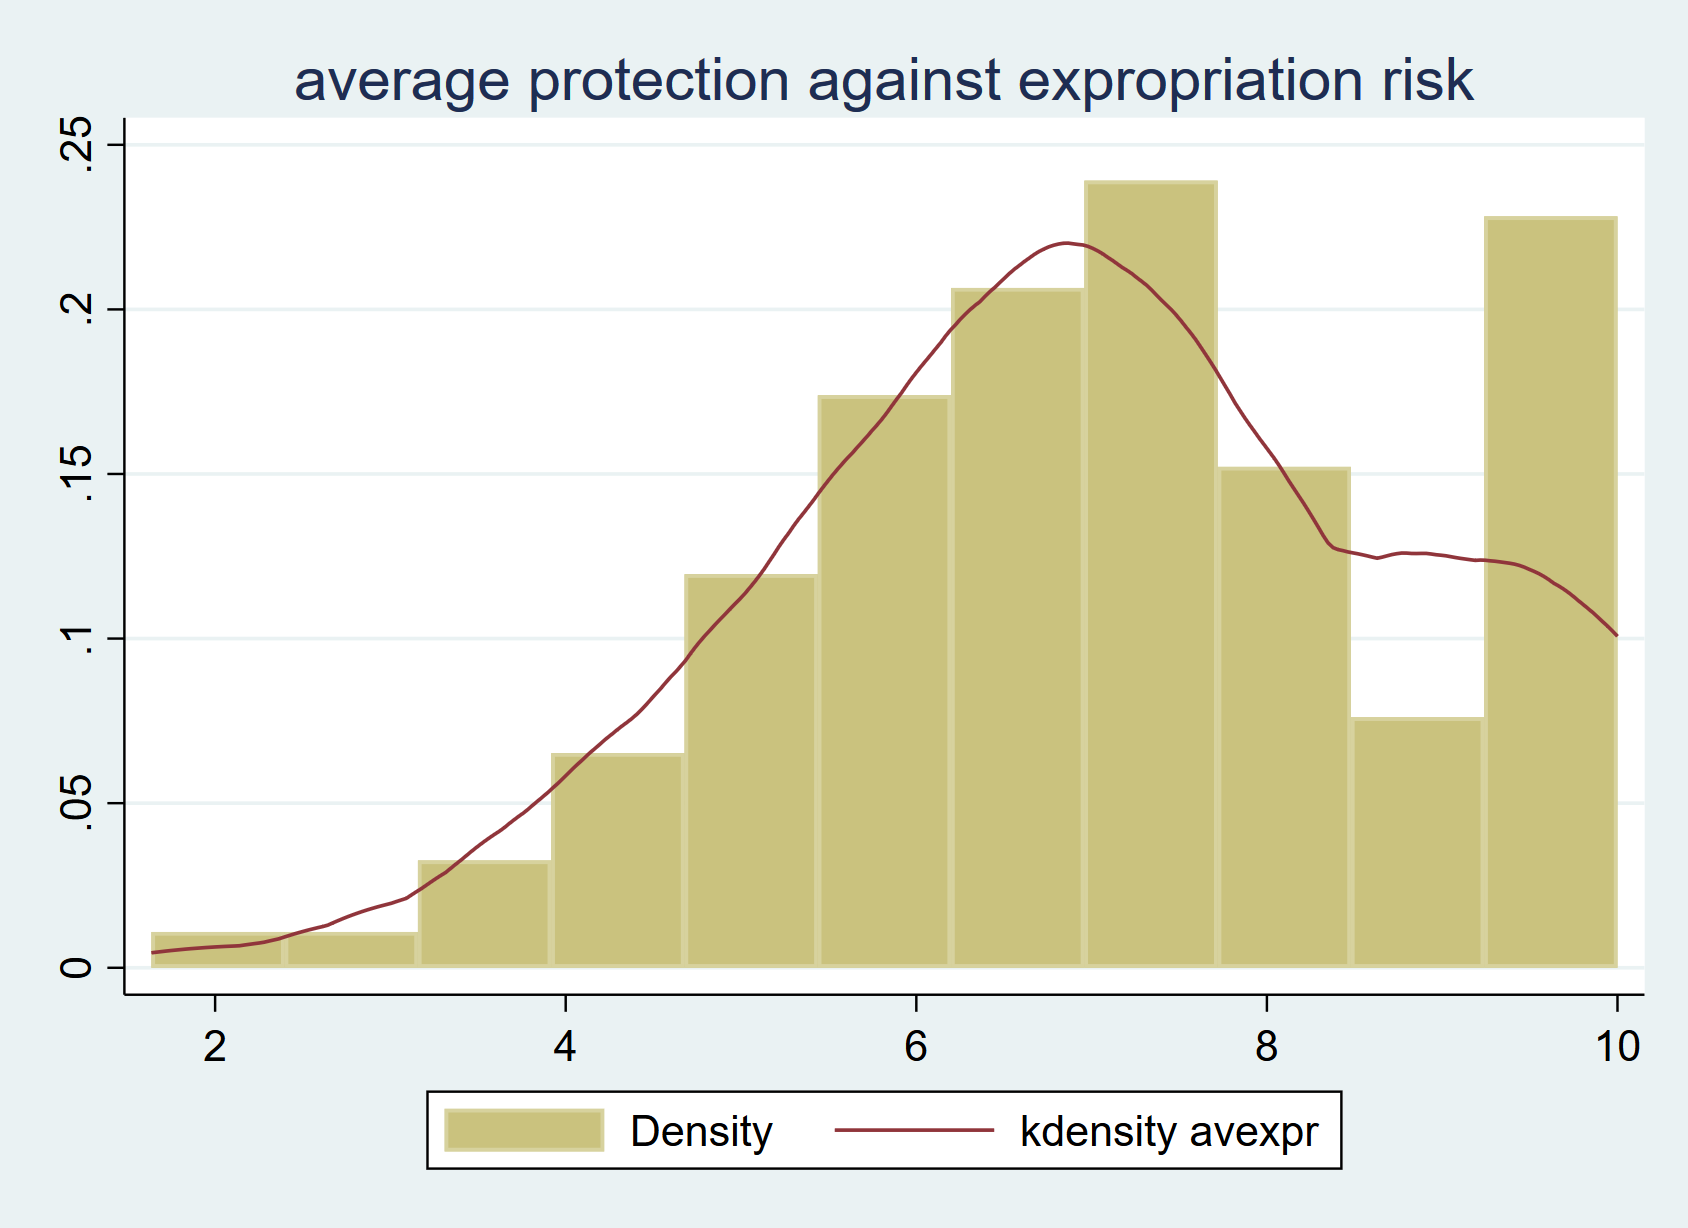 average protection against expropriation risk
.25
.2
.15
.1
.05
0
2 4 6 8 10
Density kdensity avexpr